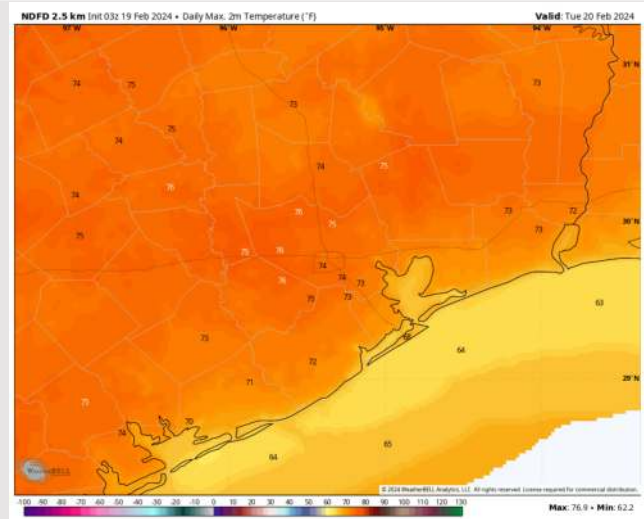 NDFD 2.5 km Init 03z 19 Feb 2024 • Daily Max. 2m Temperature (°F) Valid: Tue 20 Feb 2024
97°W 96°W 95°W 94°W
31°N
74 75 73
73
75
74
74 75
76
74
76 75 73 72
30°N
75 73
75 76
74
74
76 73
75 73
63
73
64
72
29°N
71
75
70
74
65
64
WeatherBELL
© 2024 WeatherBELL Analytics, LLC. All rights reserved. License required for commercial distribution.
-100 -90 -80 -70 -60 -50 -40 -30 -20 -10 0 10 20 30 40 50 60 70 80 90 100 110 120 130
Max: 76.9 • Min: 62.2